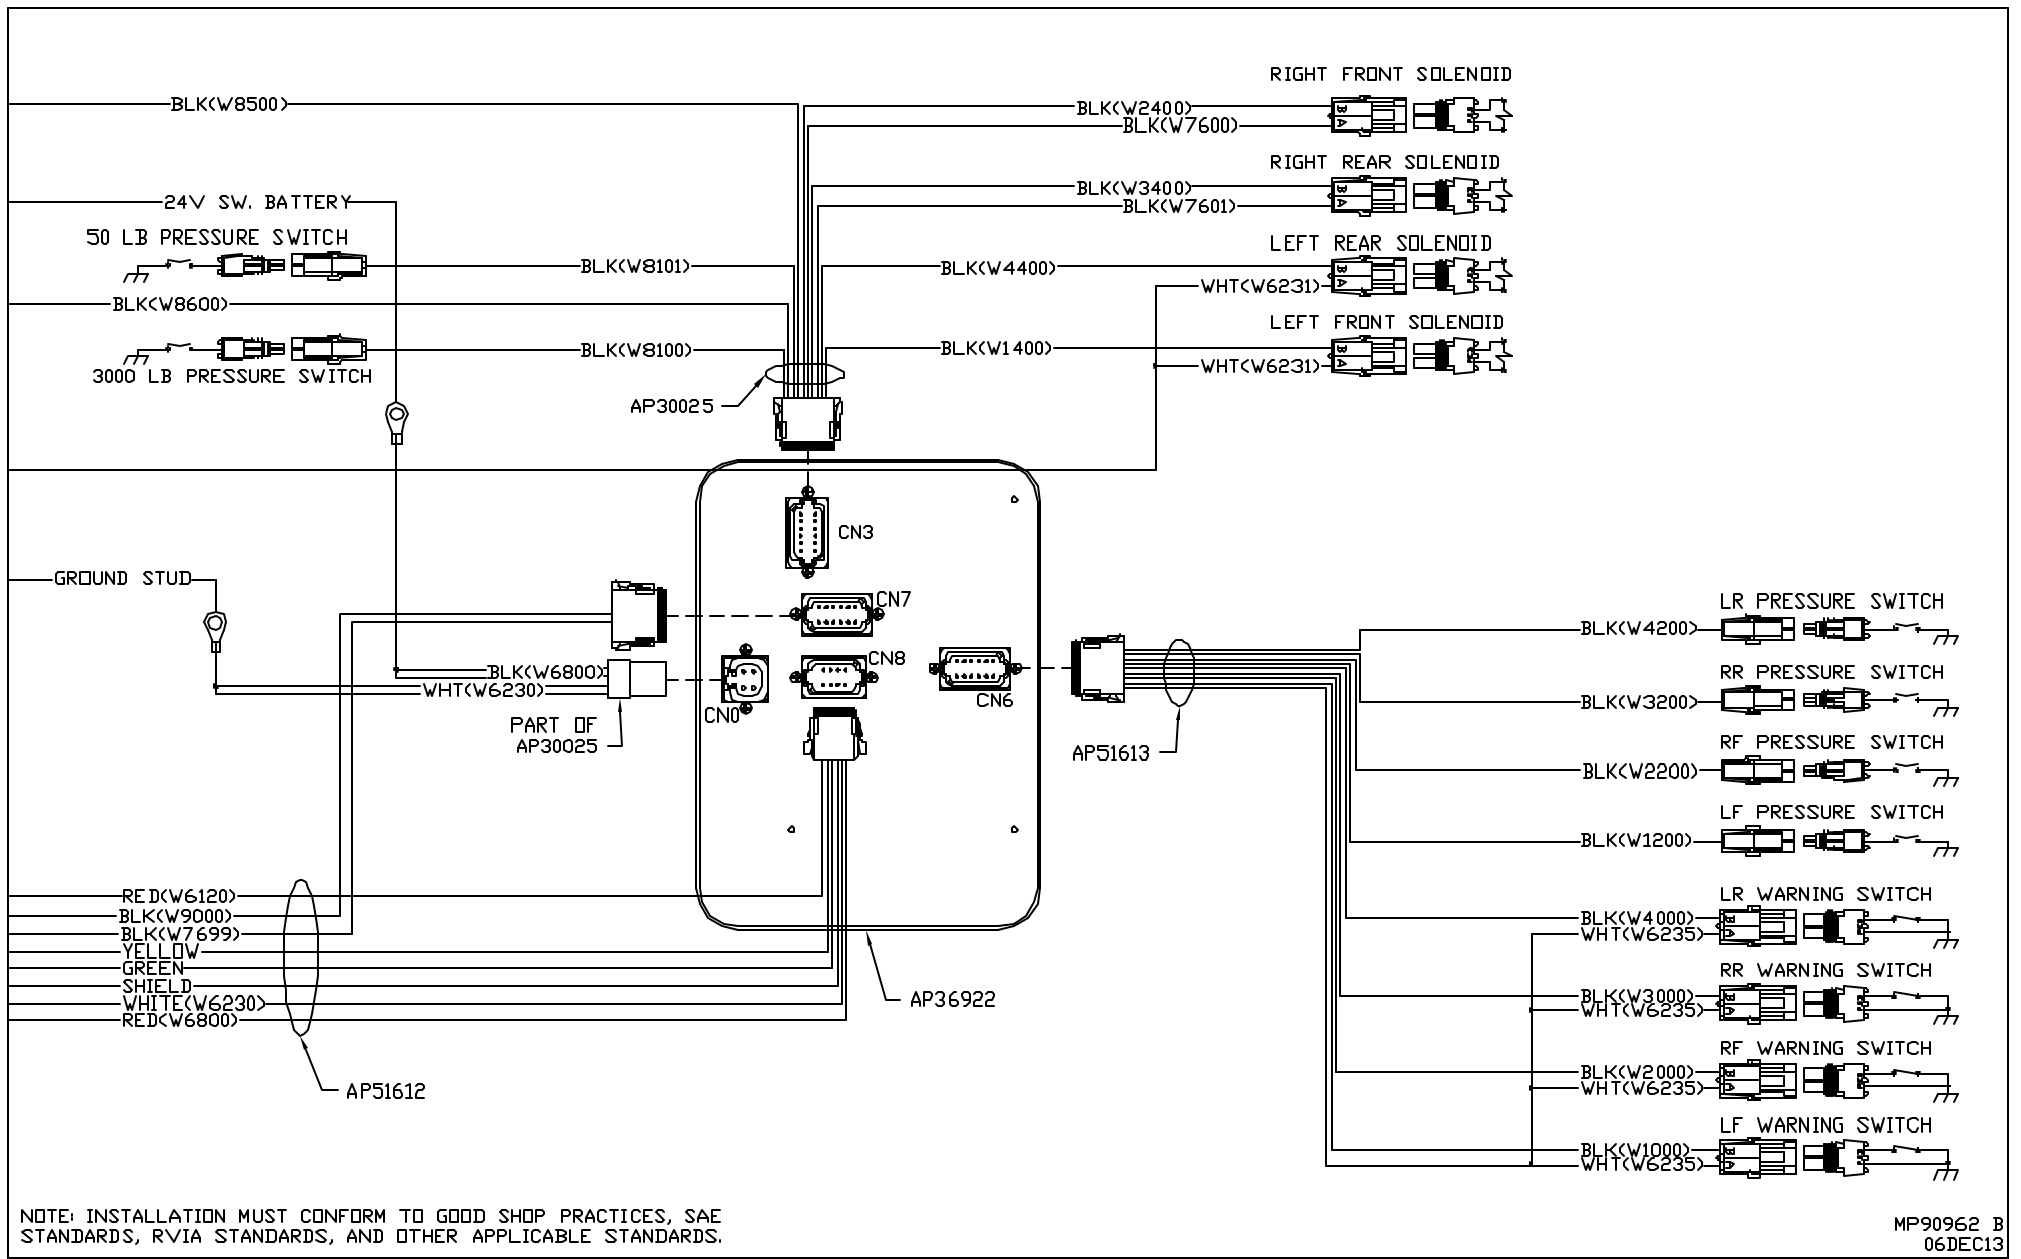 RIGHT FRONT SOLENOID
BLK(W8500)
BLK(W2400)
B
A
BLK(W7600)
RIGHT REAR SOLENOID
BLK(W3400)
B
A
BLK(W7601)
24V SW. BATTERY
50 LB PRESSURE SWITCH
LEFT REAR SOLENOID
BLK(W8101)
BLK(W4400)
B
A
WHT(W6231)
BLK(W8600)
LEFT FRONT SOLENOID
BLK(W8100)
BLK(W1400)
B
A
WHT(W6231)
3000 LB PRESSURE SWITCH
AP30025
CN3
GROUND STUD
CN7
LR PRESSURE SWITCH
BLK(W4200)
CN8
BLK(W6800)
WHT(W6230)
RR PRESSURE SWITCH
BLK(W3200)
CN6
CN0
PART OF
AP30025
AP51613
RF PRESSURE SWITCH
BLK(W2200)
LF PRESSURE SWITCH
BLK(W1200)
RED(W6120)
BLK(W9000)
BLK(W7699)
YELLOW
GREEN
SHIELD
WHITE(W6230)
RED(W6800)
LR WARNING SWITCH
BLK(W4000)
B
A
WHT(W6235)
AP36922
RR WARNING SWITCH
BLK(W3000)
B
A
WHT(W6235)
RF WARNING SWITCH
BLK(W2000)
B
A
WHT(W6235)
AP51612
LF WARNING SWITCH
BLK(W1000)
B
A
WHT(W6235)
NOTE: INSTALLATION MUST CONFORM TO GOOD SHOP PRACTICES, SAE
STANDARDS, RVIA STANDARDS, AND OTHER APPLICABLE STANDARDS.
MP90962 B
06DEC13